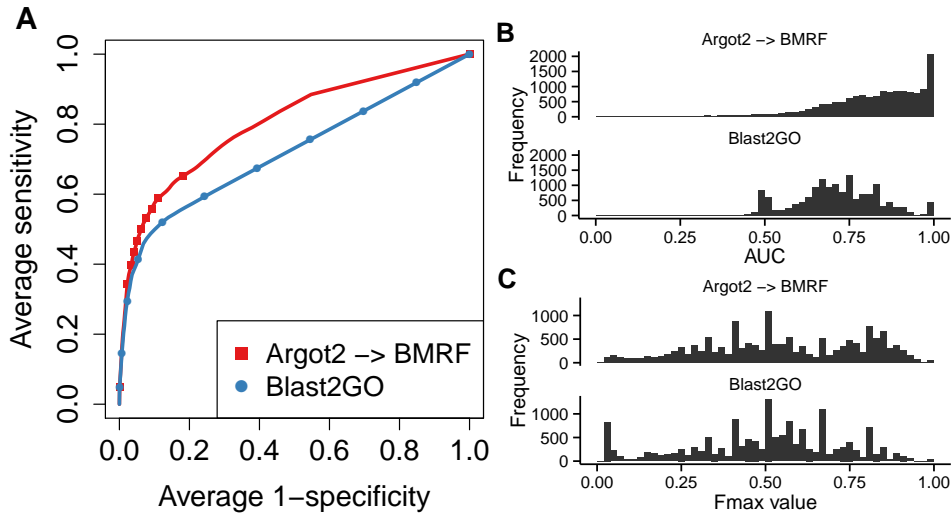 A
Average sensitivity
1.0
0.8
0.6
0.4
0.2
0.0
0.0 0.2 0.4 0.6 0.8 1.0
Average 1−specificity
Argot2 −> BMRF
Blast2GO
B
Argot2 −> BMRF
Frequency
2000
1500
1000
500
0
Blast2GO
2000
1500
1000
500
0
0.00 0.25 0.50 0.75 1.00
AUC
C
Argot2 −> BMRF
Frequency
1000
500
0
Blast2GO
1000
500
0
0.00 0.25 0.50 0.75 1.00
Fmax value